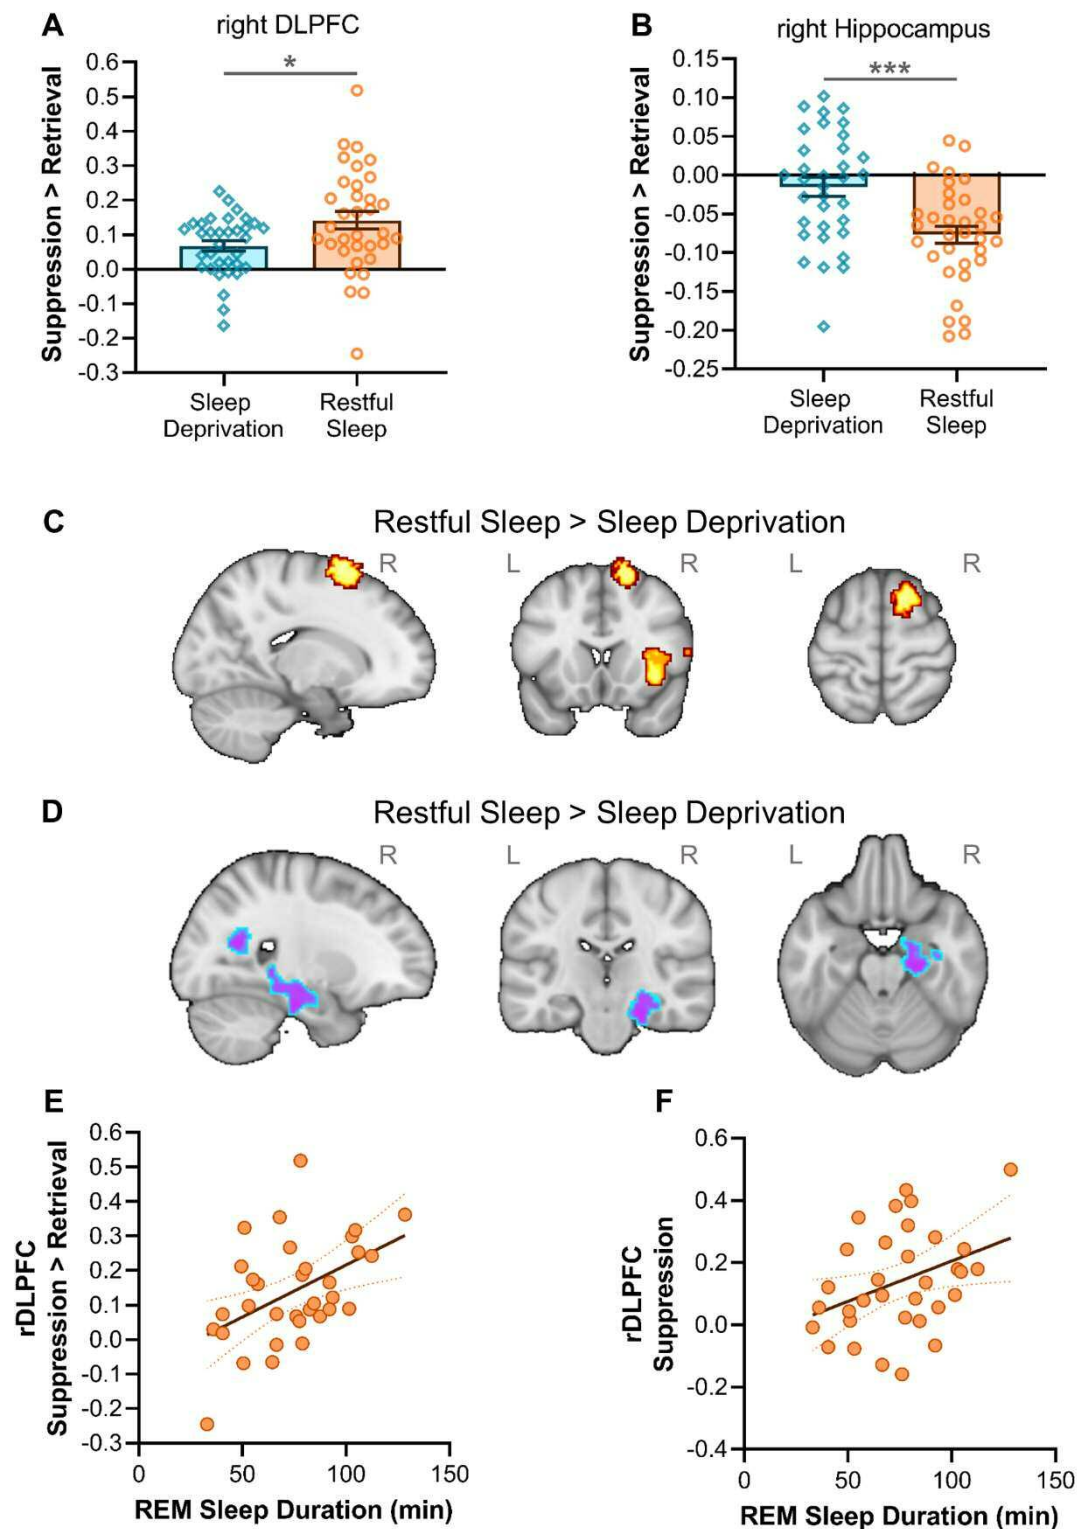 A
right DLPFC
*
Suppression > Retrieval
0.6
0.5
0.4
0.3
0.2
0.1
0.0
-0.1
-0.2
-0.3
Sleep
Deprivation
Restful
Sleep
B
right Hippocampus
***
Suppression > Retrieval
0.10
0.05
0.00
-0.05
-0.10
-0.15
-0.20
-0.25
Sleep
Deprivation
Restful
Sleep
C
Restful Sleep > Sleep Deprivation
R
L
R
L
R
D
Restful Sleep > Sleep Deprivation
R
L
R
L
R
E
rDLPFC
Suppression > Retrieval
0.6
0.5
0.4
0.3
0.2
0.1
0.0
-0.1
-0.2
-0.3
0
50
100
150
REM Sleep Duration (min)
F
rDLPFC
Suppression
0.6
0.4
0.2
0.0
-0.2
-0.4
0
50
100
150
REM Sleep Duration (min)